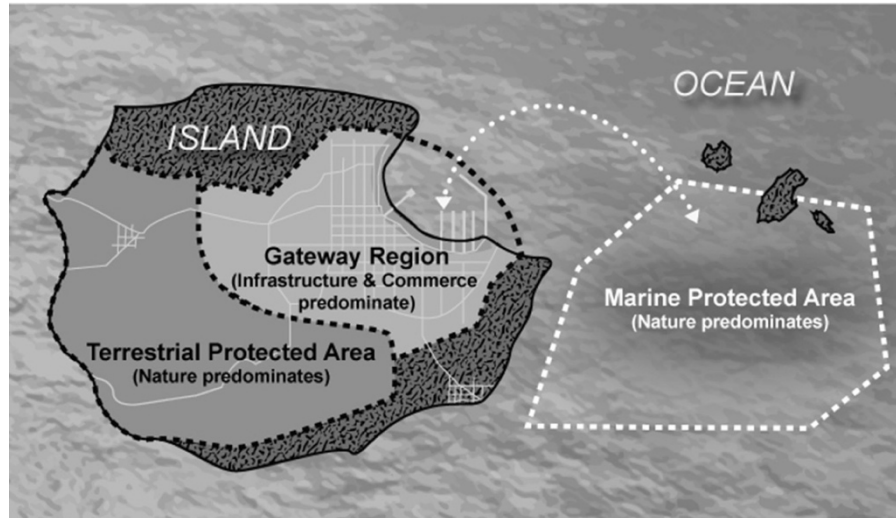 OCEAN
ISLAND
Gateway Region
(Infrastructure & Commerce
predominate)
Marine Protected Area
(Nature predominates)
Terrestrial Protected Area
(Nature predominates)